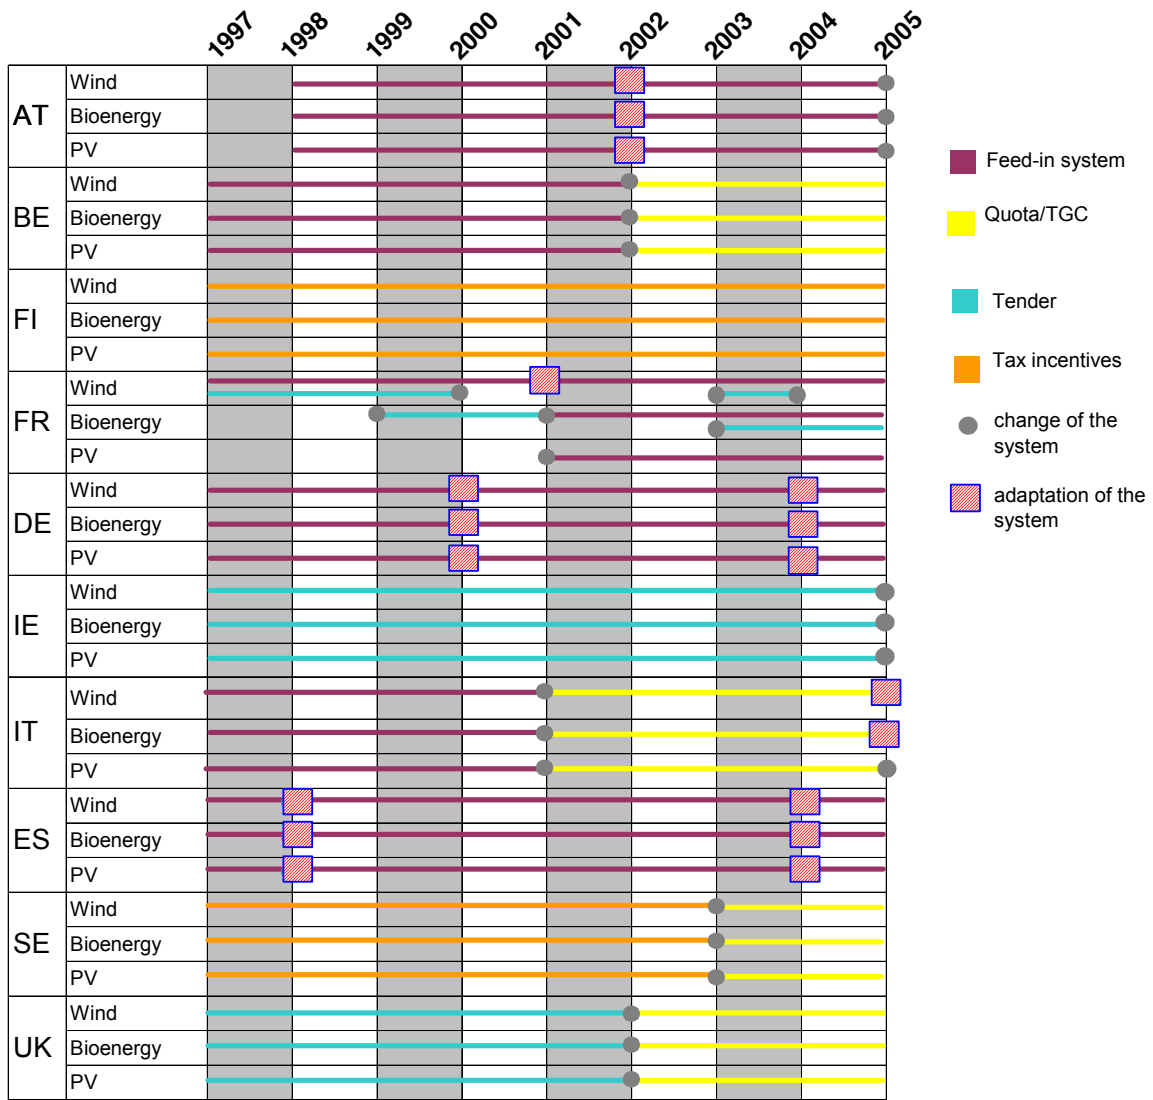 1997 1998 1999 2000 2001 2002 2003 2004 2005
AT
Wind
Bioenergy
PV
BE
Wind
Bioenergy
PV
FI
Wind
Bioenergy
PV
FR
Wind
Bioenergy
PV
DE
Wind
Bioenergy
PV
IE
Wind
Bioenergy
PV
IT
Wind
Bioenergy
PV
ES
Wind
Bioenergy
PV
SE
Wind
Bioenergy
PV
UK
Wind
Bioenergy
PV
Feed-in system
Quota/TGC
Tender
Tax incentives
change of the
system
adaptation of the
system